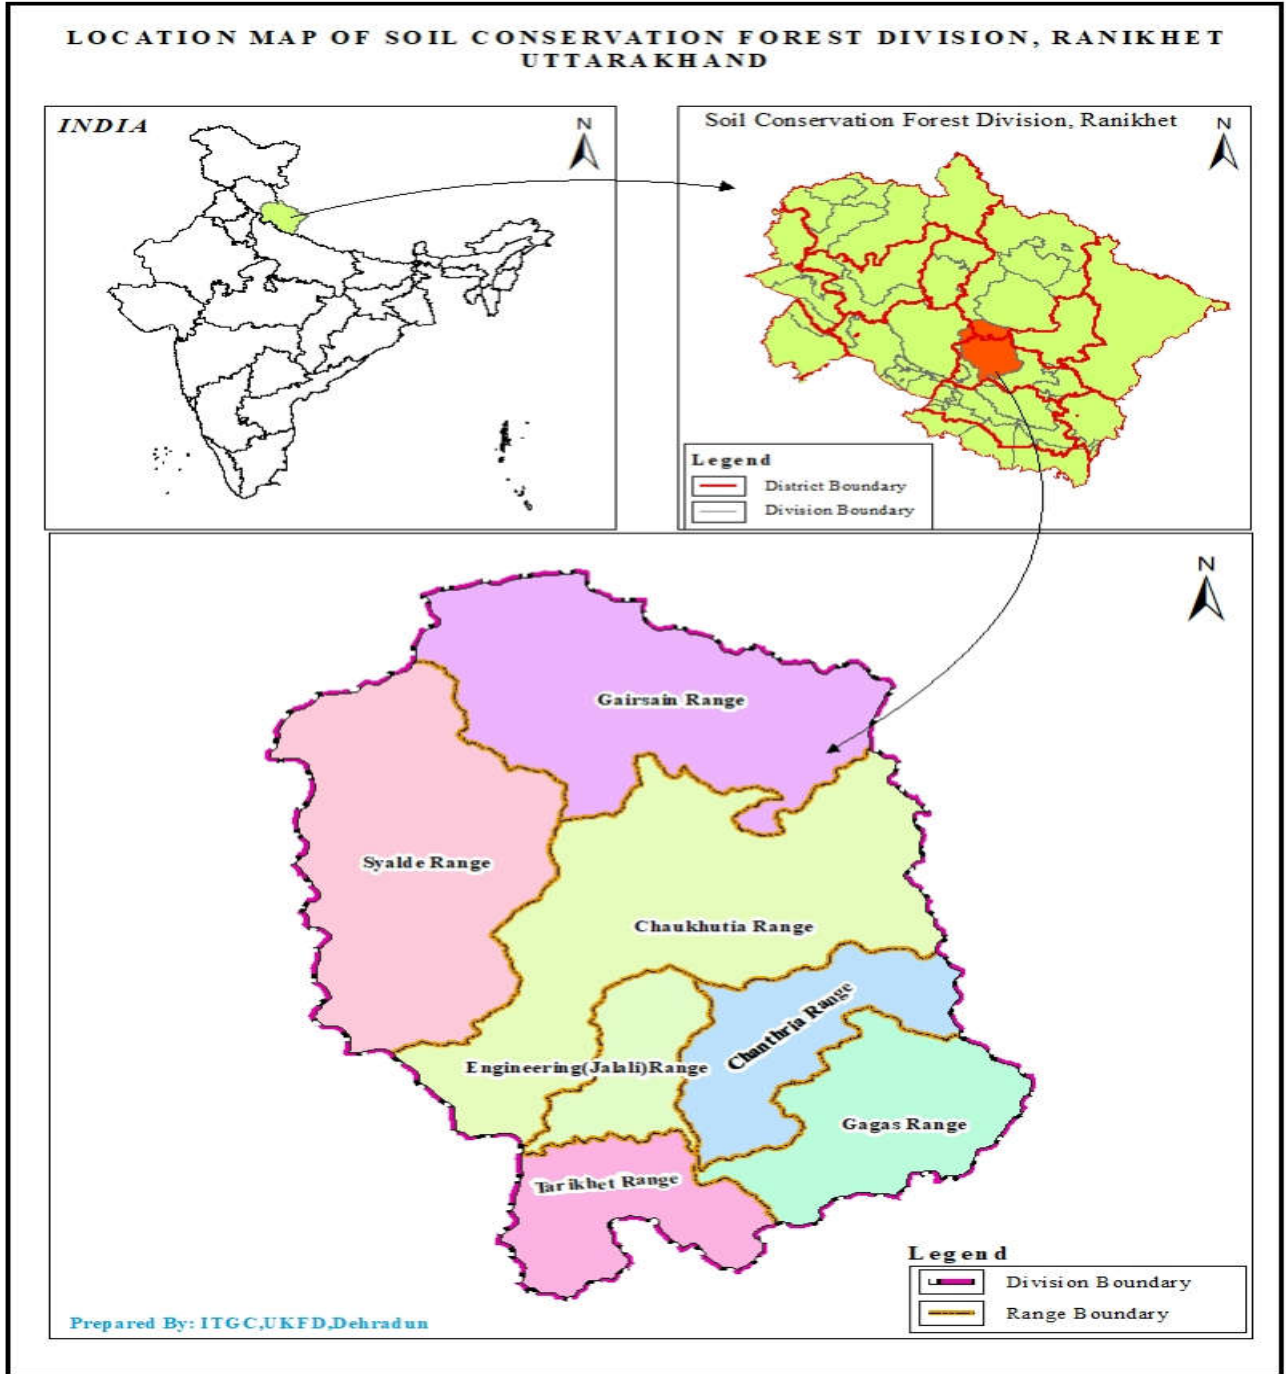 LOCATION MAP OF SOIL CONSERVATION FOREST DIVISION, RANIKHET
UTTARAKHAND
INDIA
N
Soil Conservation Forest Division, Ranikhet
N
Legend
District Boundary
Division Boundary
N
Gairsain Range
Syalde Range
Chaukhutia Range
Chanthria Range
Engineering(Jalali)Range
Gagas Range
Tarikhet Range
Legend
Division Boundary
Range Boundary
Prepared By: ITGC,UKFD,Dehradun